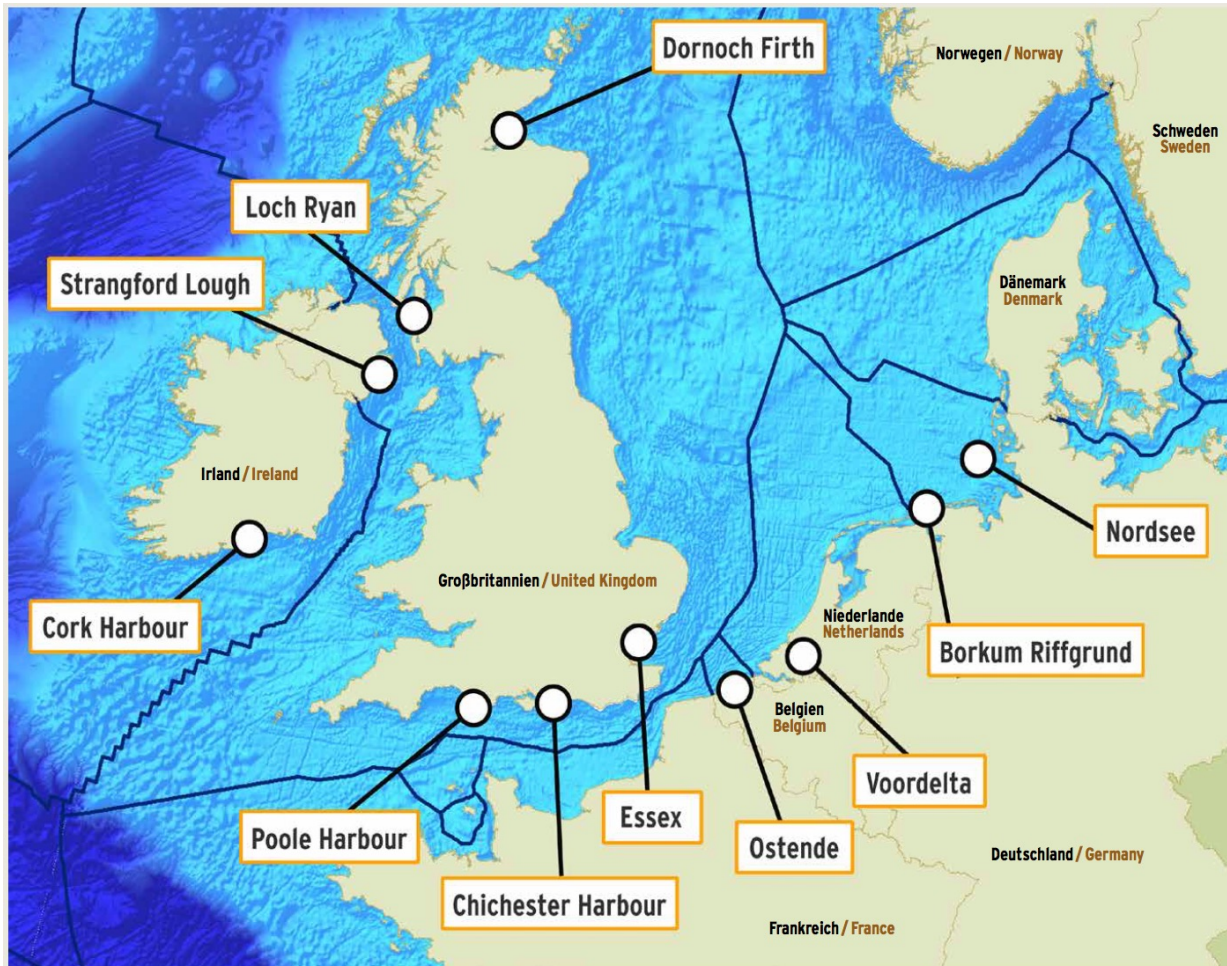 Dornoch Firth
Norwegen / Norway
Schweden
Sweden
Loch Ryan
Strangford Lough
Dänemark
Denmark
Irland / Ireland
Nordsee
Großbritannien / United Kingdom
Niederlande
Netherlands
Cork Harbour
Borkum Riffgrund
Belgien
Belgium
Voordelta
Essex
Poole Harbour
Ostende
Deutschland / Germany
Chichester Harbour
Frankreich / France